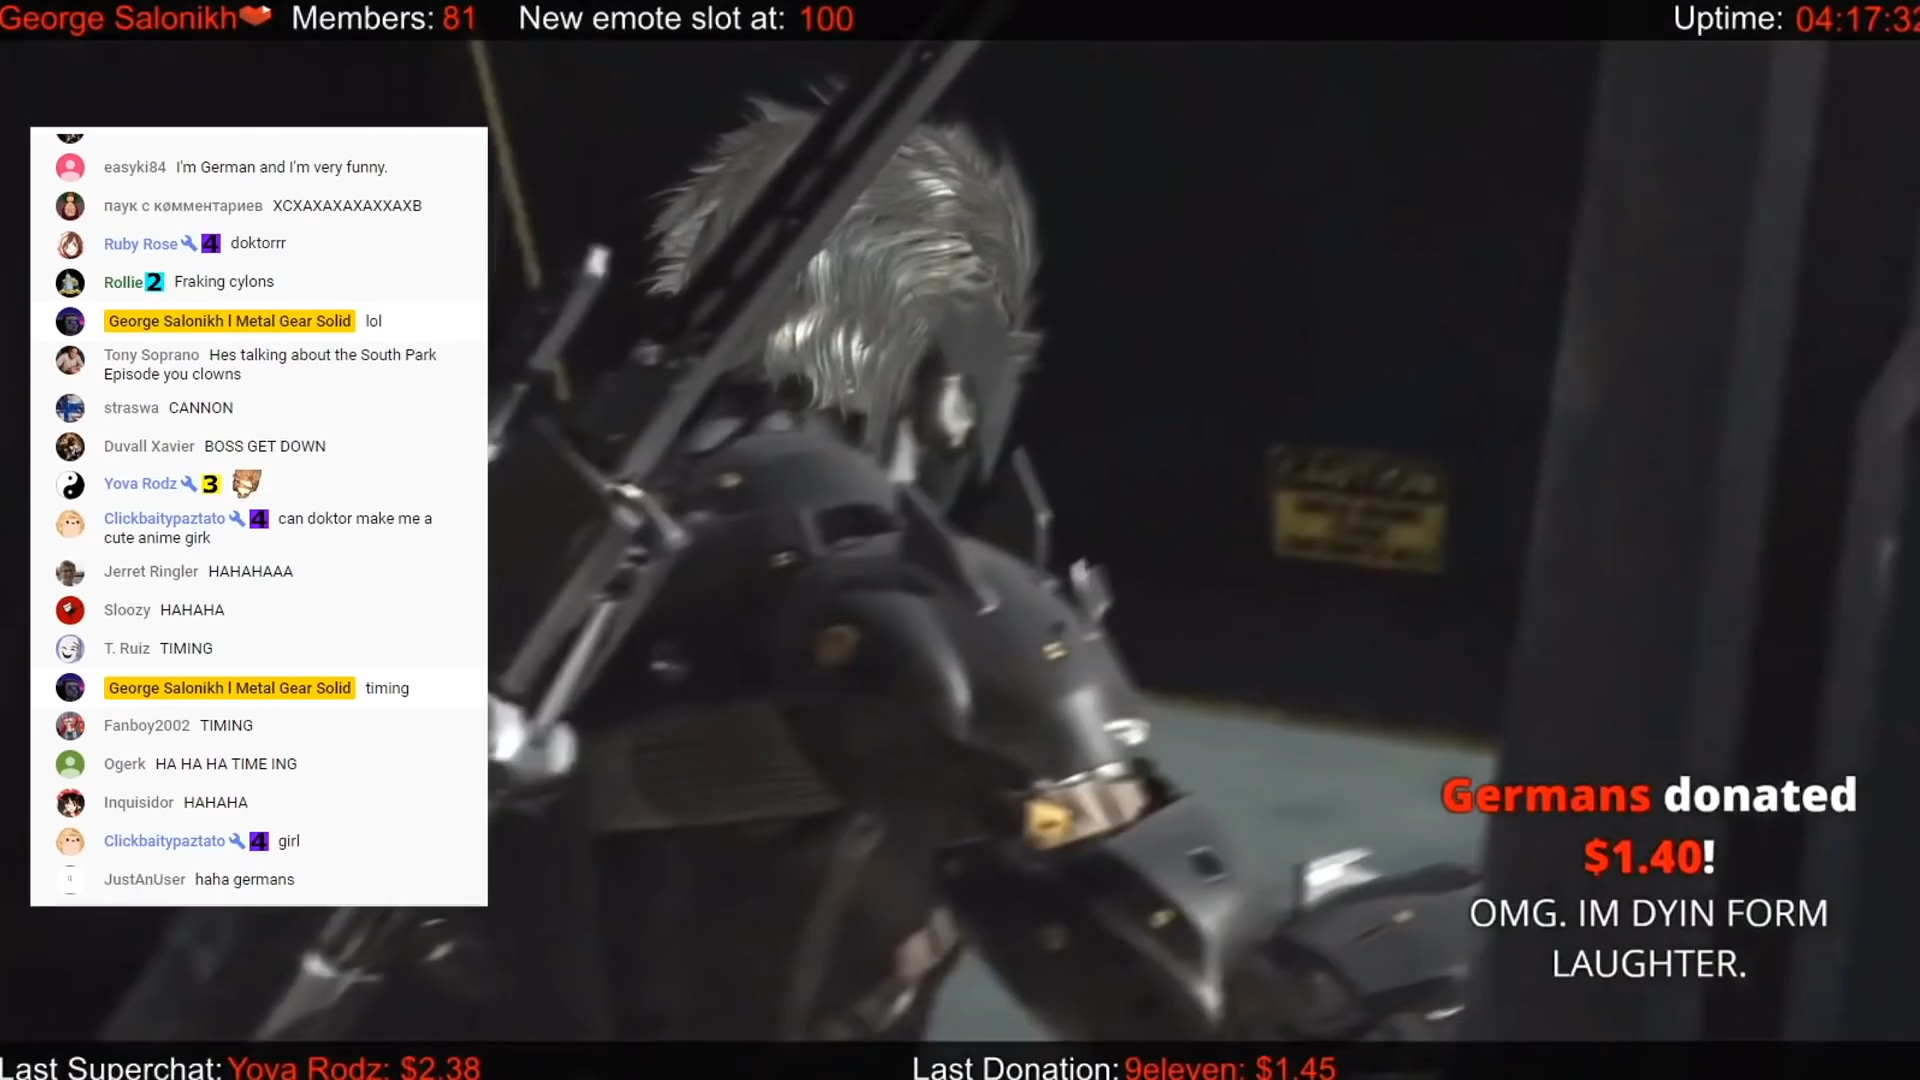 George Salonikh Members: 81 New emote slot at: 100 Uptime: 04:17:32
easyki84 I'm German and I'm very funny.
паук с кømментариев ХСХАХАХАХАХХАХВ
Ruby Rose 4 doktorrr
Rollie 2 Fraking cylons
George Salonikh l Metal Gear Solid lol
Tony Soprano Hes talking about the South Park
Episode you clowns
straswa CANNON
Duvall Xavier BOSS GET DOWN
Yova Rodz 3
Clickbaitypaztato 4 can doktor make me a
cute anime girk
Jerret Ringler HAHAHAAA
Sloozy HAHAHA
T. Ruiz TIMING
George Salonikh l Metal Gear Solid timing
Fanboy2002 TIMING
Ogerk HA HA HA TIME ING
Inquisidor HAHAHA
Clickbaitypaztato 4 girl
JustAnUser haha germans
Germans donated
$1.40!
OMG. IM DYIN FORM
LAUGHTER.
Last Superchat: Yova Rodz: $2.38 Last Donation: 9eleven: $1.45